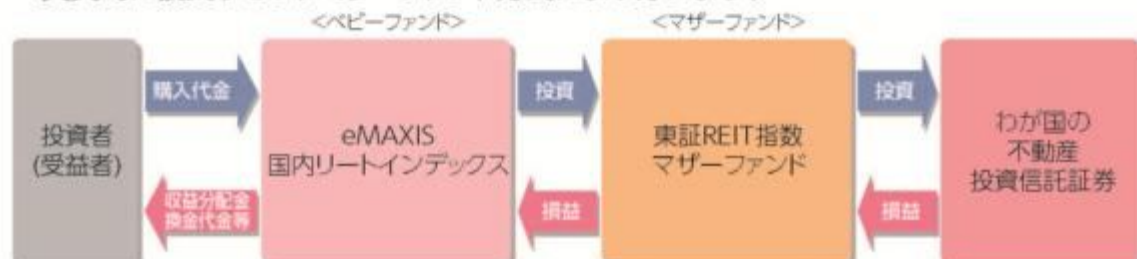 <ベビーファンド>
<マザーファンド>
購入代金
投資
投資
投資者
(受益者)
eMAXIS
国内リートインデックス
東証REIT指数
マザーファンド
わが国の
不動産
投資信託証券
収益分配金
換金代金等
損益
損益